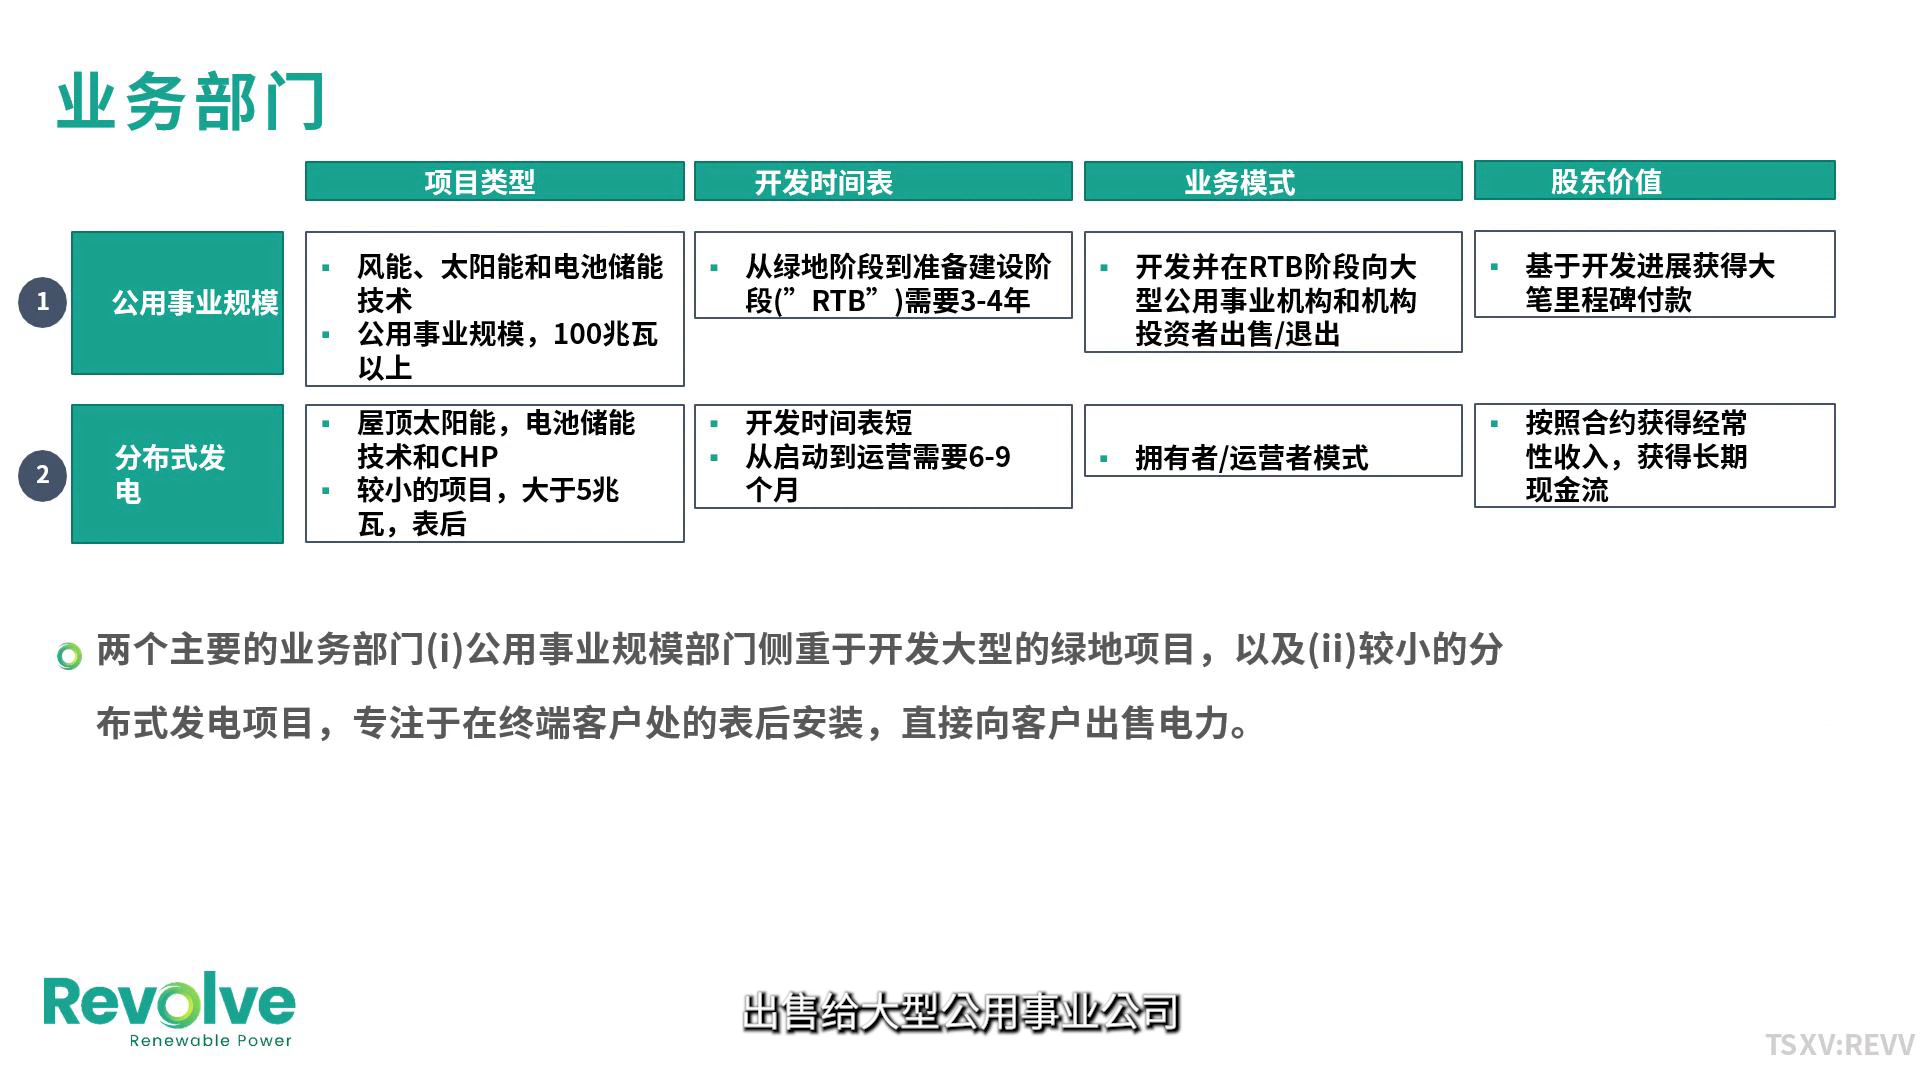 业务部门
项目类型
开发时间表
业务模式
股东价值
1
公用事业规模
风能、太阳能和电池储能
技术
公用事业规模，100兆瓦
以上
从绿地阶段到准备建设阶
段(”RTB”)需要3-4年
开发并在RTB阶段向大
型公用事业机构和机构
投资者出售/退出
基于开发进展获得大
笔里程碑付款
2
分布式发
电
屋顶太阳能，电池储能
技术和CHP
较小的项目，大于5兆
瓦，表后
开发时间表短
从启动到运营需要6-9
个月
拥有者/运营者模式
按照合约获得经常
性收入，获得长期
现金流
两个主要的业务部门(i)公用事业规模部门侧重于开发大型的绿地项目，以及(ii)较小的分
布式发电项目，专注于在终端客户处的表后安装，直接向客户出售电力。
Revolve
Renewable Power
出售给大型公用事业公司
TSXV:REVV